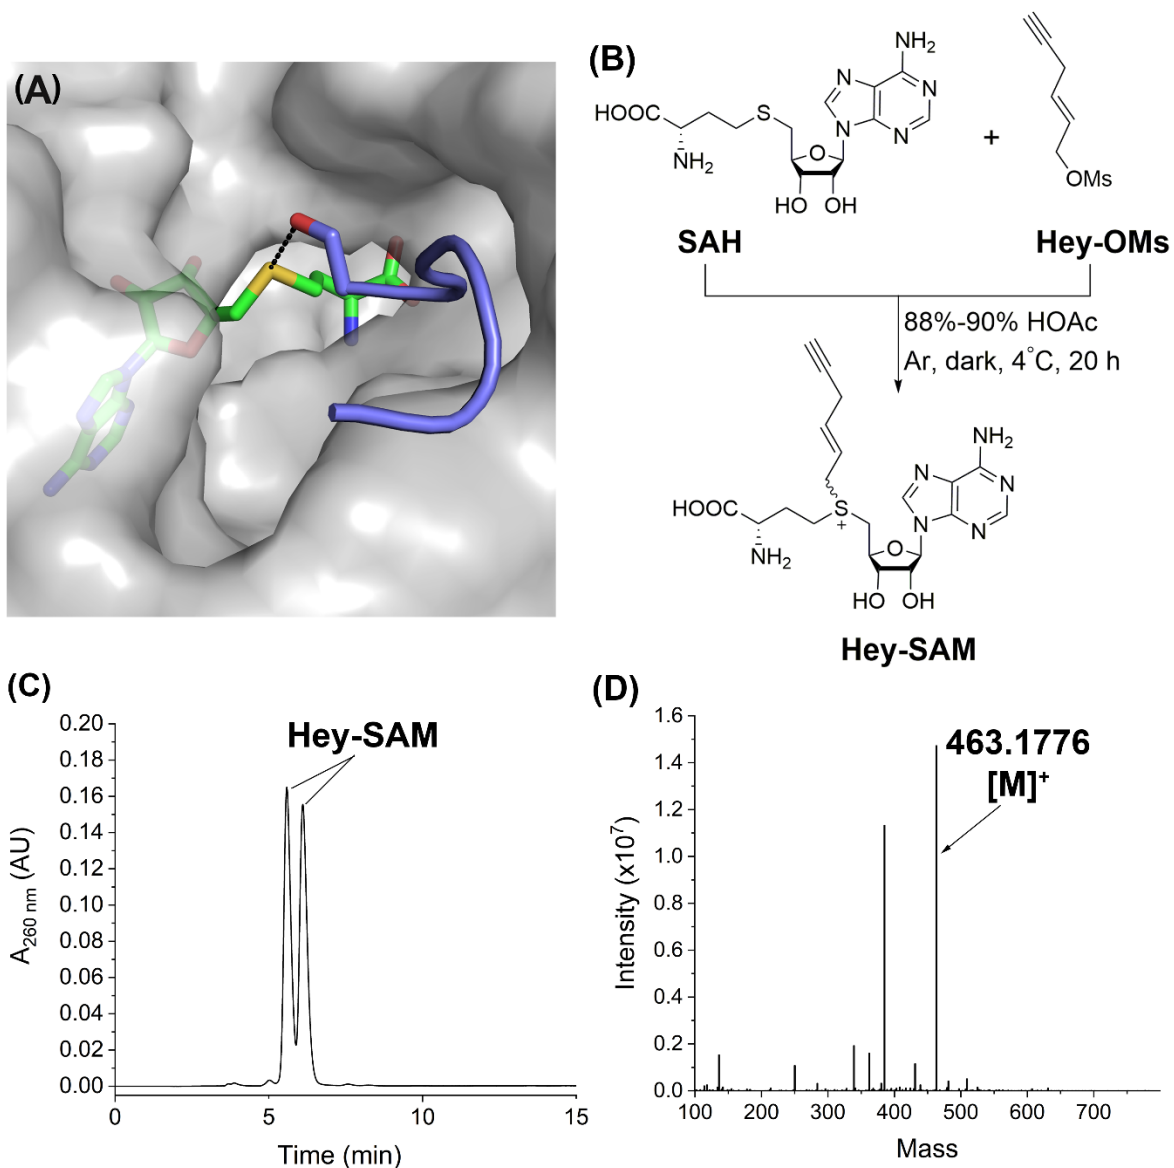 (A)
(B)
NH2
N
N
N
N
HOOC
S
NH2
O
HO
OH
+
OMs
SAH
Hey-OMs
88%-90% HOAc
Ar, dark, 4°C, 20 h
NH2
N
N
N
N
HOOC
S
+
NH2
O
HO
OH
Hey-SAM
(C)
Hey-SAM
0.20
0.18
0.16
0.14
0.12
0.10
0.08
0.06
0.04
0.02
0.00
A260 nm (AU)
0
5
10
15
Time (min)
(D)
463.1776
[M]+
1.6
1.4
1.2
1.0
0.8
0.6
0.4
0.2
0.0
Intensity (x10⁷)
100
200
300
400
500
600
700
Mass